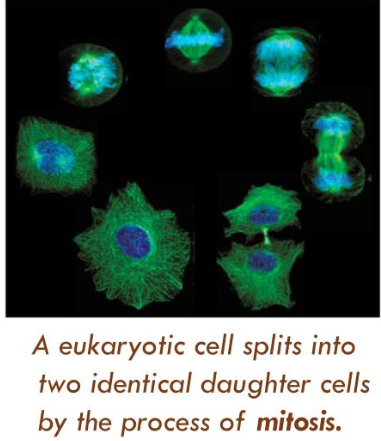 A eukaryotic cell splits into
two identical daughter cells
by the process of mitosis.